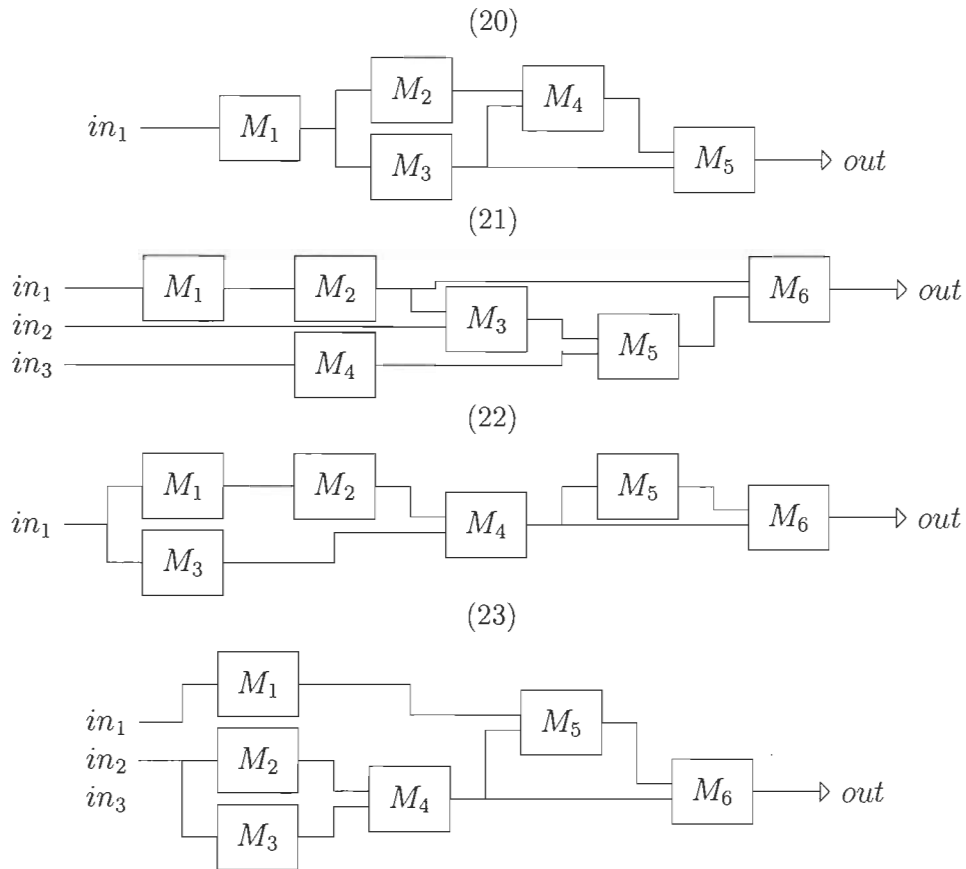 (20)
M₂ M₄
in₁ M₁
M₃ M₅ out
(21)
in₁ M₁ M₂ M₆ out
in₂ M₃
in₃ M₄ M₅
(22)
M₁ M₂ M₅
in₁ M₄ M₆ out
M₃
(23)
M₁
in₁ M₅
in₂ M₂
in₃ M₄ M₆ out
M₃